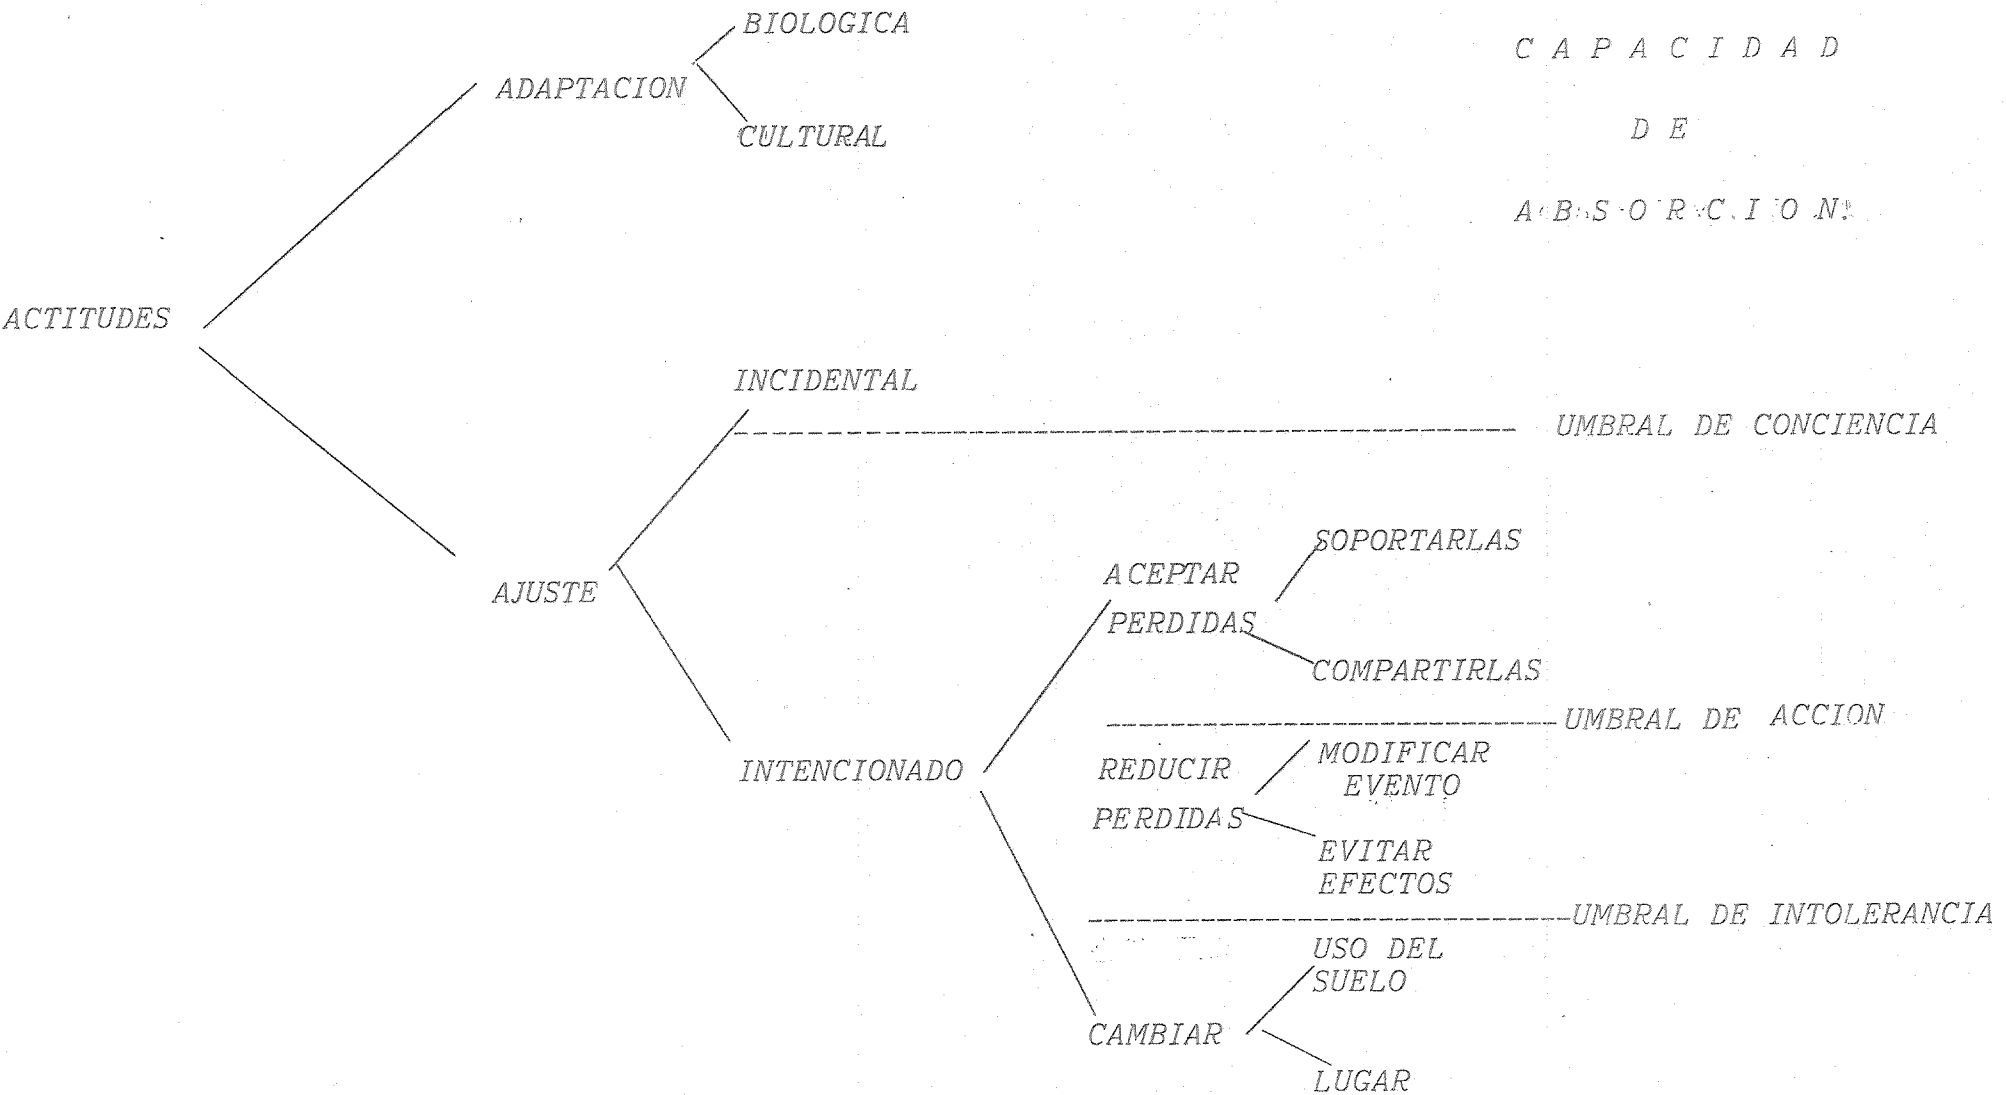 BIOLOGICA
C A P A C I D A D
ADAPTACION
D E
CULTURAL
A B S O R C I O N
ACTITUDES
INCIDENTAL
UMBRAL DE CONCIENCIA
SOPORTARLAS
ACEPTAR
AJUSTE
PERDIDAS
COMPARTIRLAS
UMBRAL DE ACCION
MODIFICAR
INTENCIONADO
REDUCIR
EVENTO
PERDIDAS
EVITAR
EFECTOS
UMBRAL DE INTOLERANCIA
USO DEL
SUELO
CAMBIAR
LUGAR